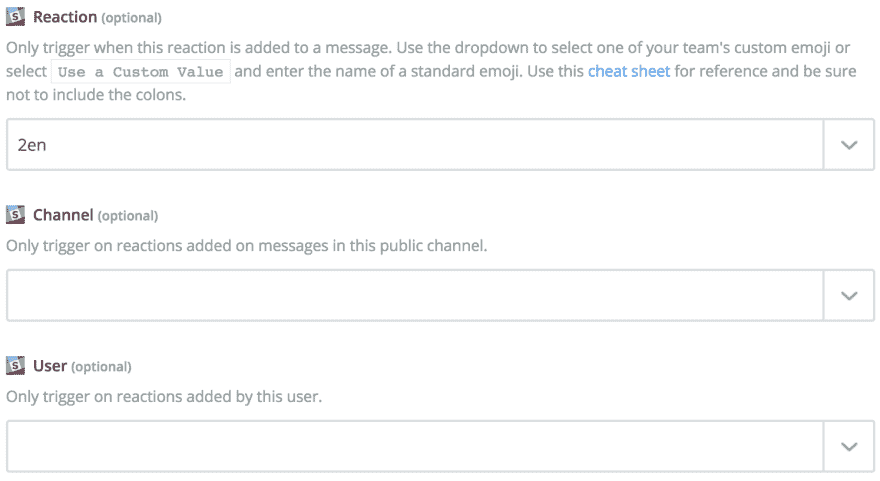 Reaction (optional)
Only trigger when this reaction is added to a message. Use the dropdown to select one of your team's custom emoji or
select Use a Custom Value and enter the name of a standard emoji. Use this cheat sheet for reference and be sure
not to include the colons.
2en
Channel (optional)
Only trigger on reactions added on messages in this public channel.
User (optional)
Only trigger on reactions added by this user.